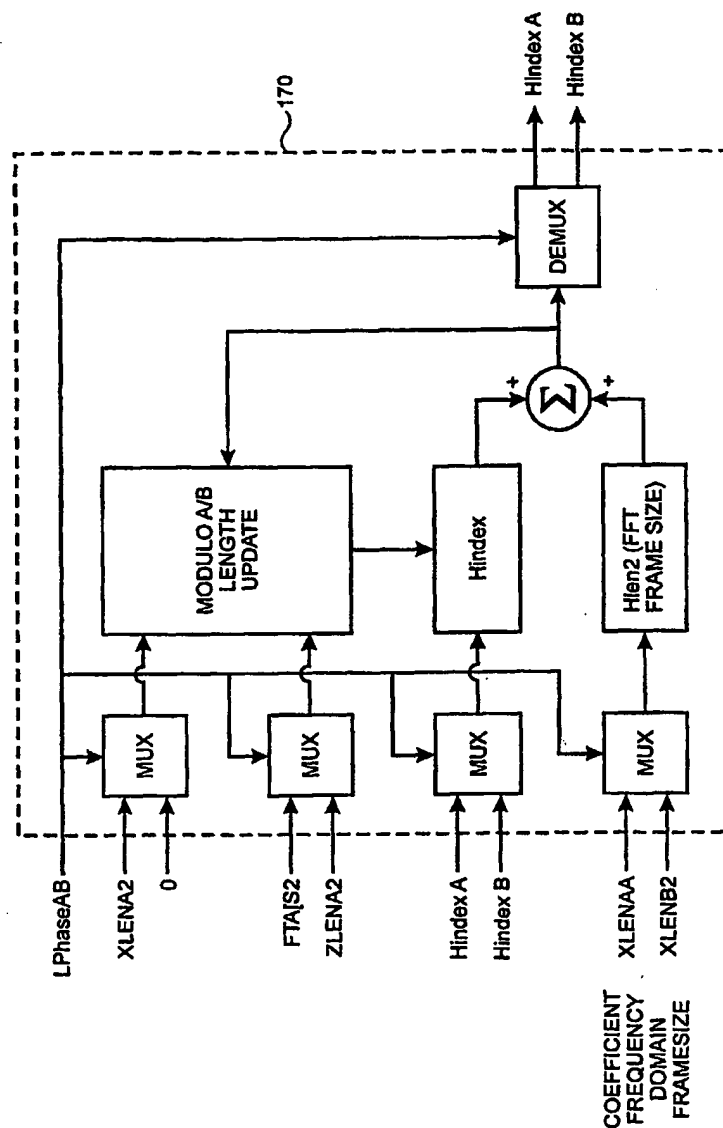 170
LPhaseAB
XLENA2
0
FTA[S2
ZLENA2
Hindex A
Hindex B
XLENAA
XLENB2
COEFFICIENT
FREQUENCY
DOMAIN
FRAMESIZE
MUX
MUX
MUX
MUX
MODULO A/B
LENGTH
UPDATE
Hindex
Hlen2 (FFT
FRAME SIZE)
+
Σ
+
DEMUX
Hindex A
Hindex B